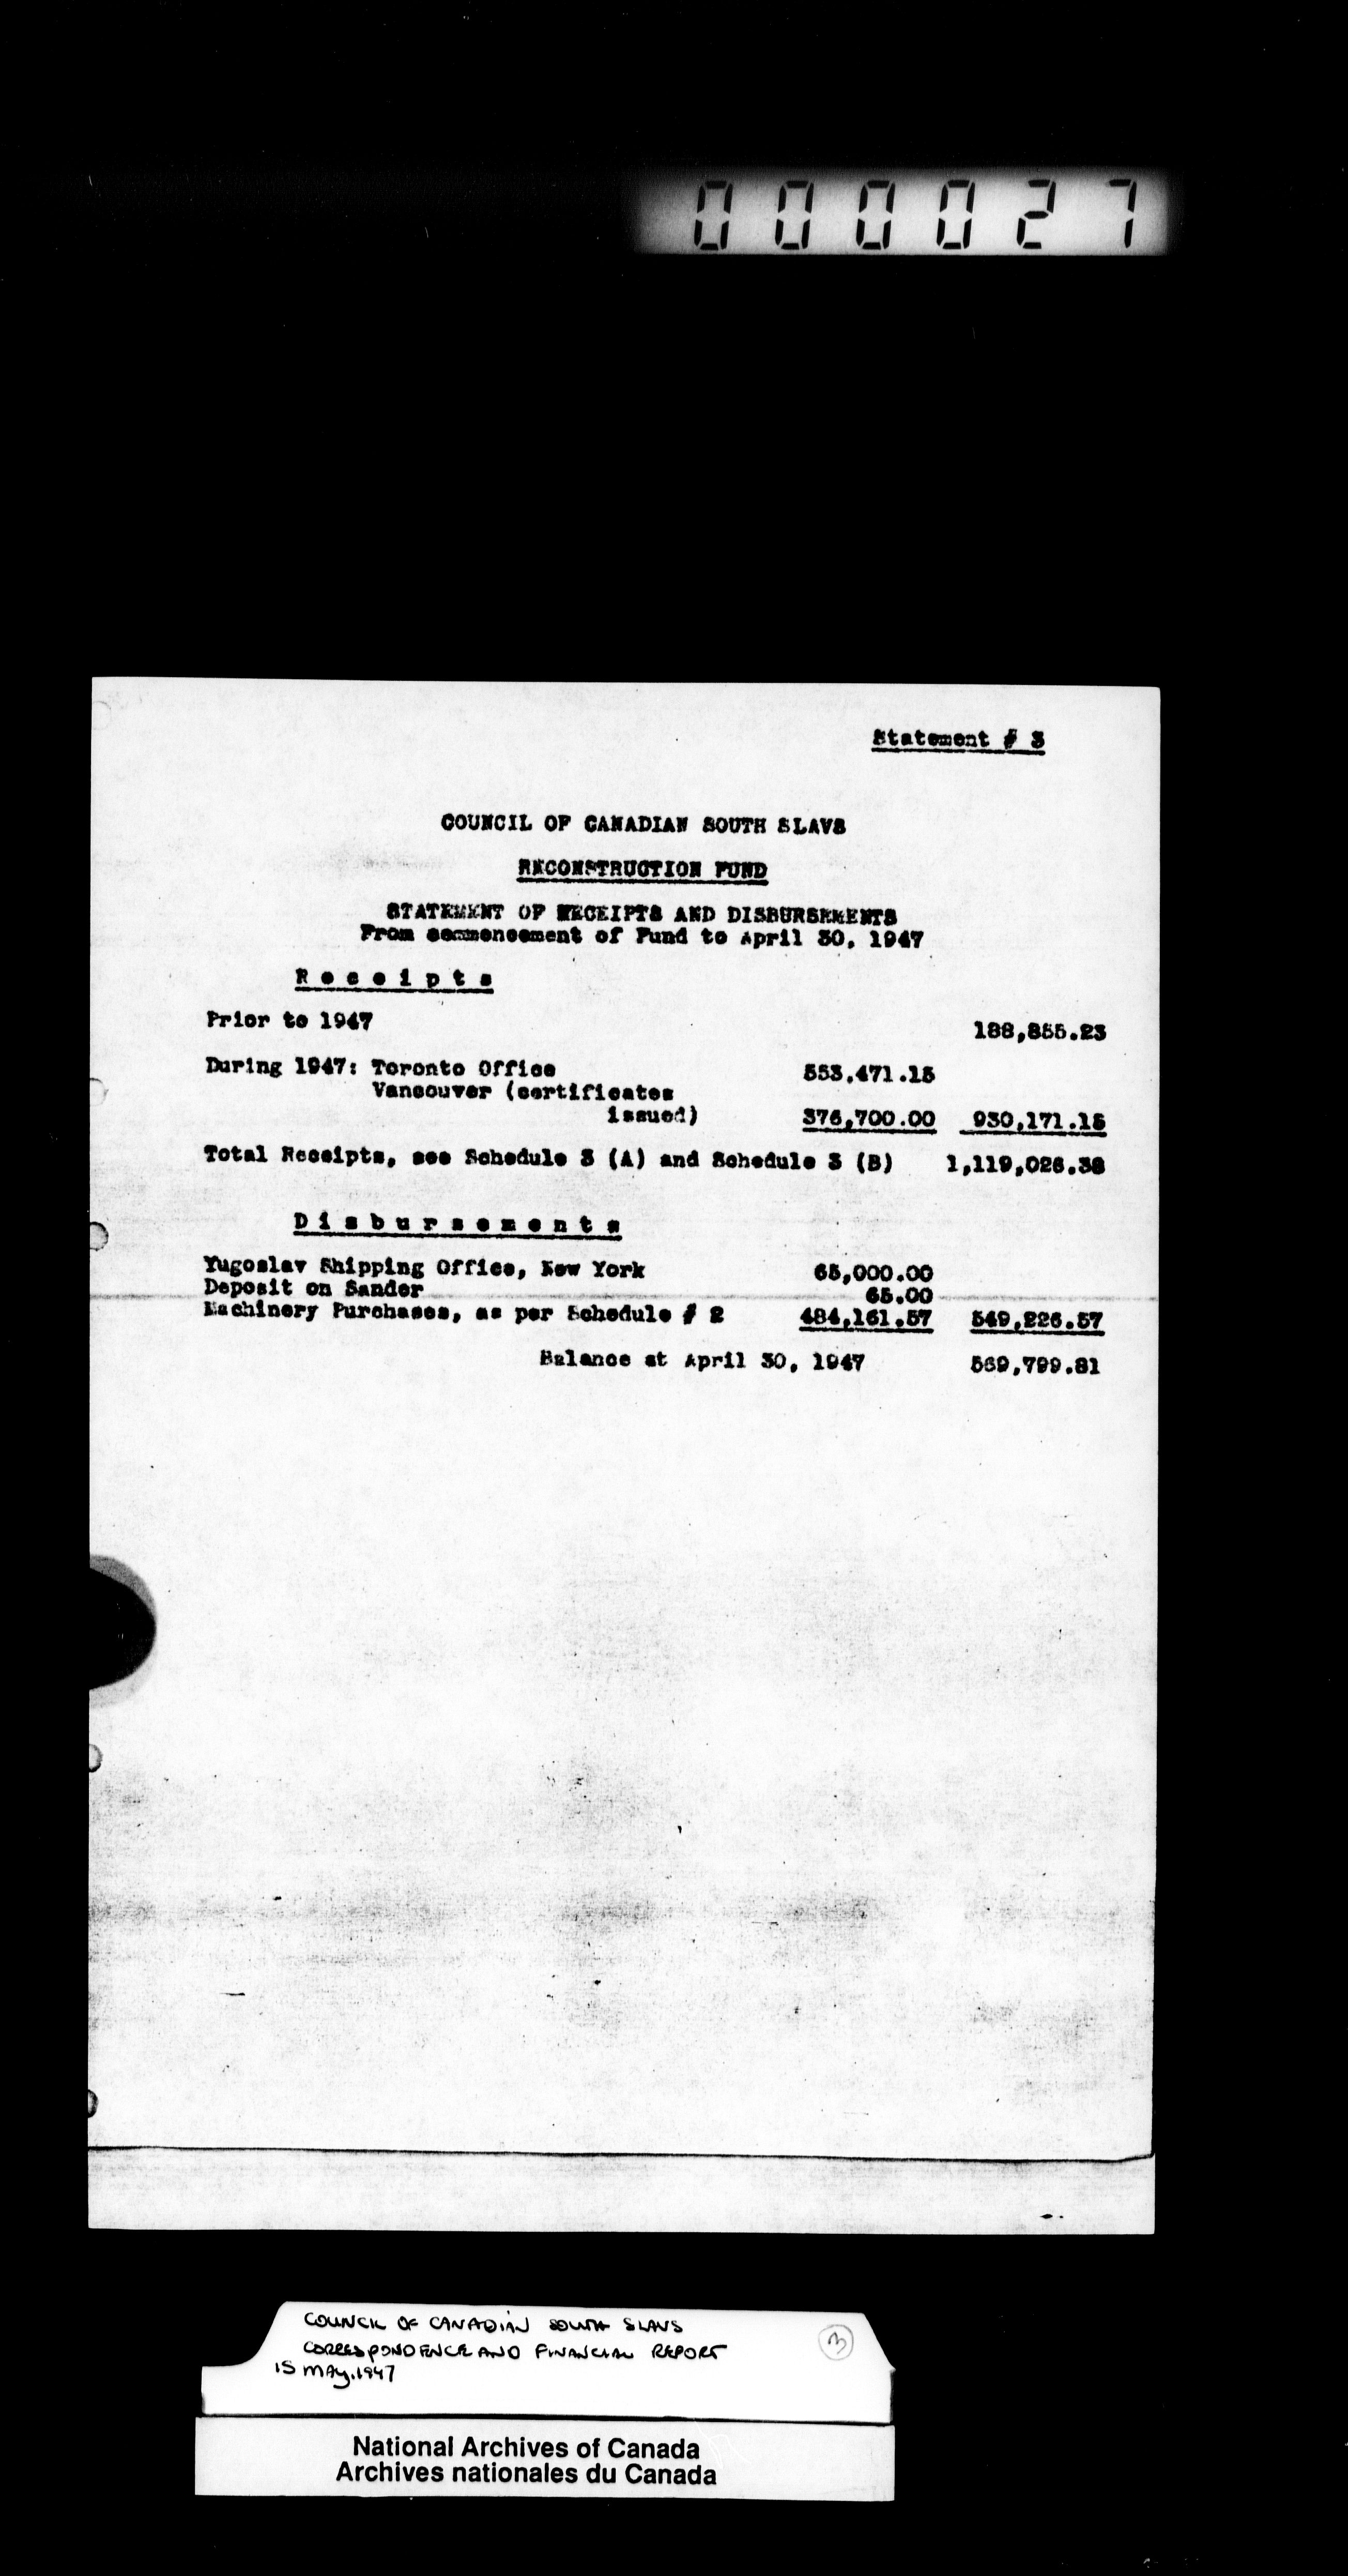 000027
Statement # 3
COUNCIL OF CANADIAN SOUTH SLAVS
RECONSTRUCTION FUND
STATEMENT OF RECEIPTS AND DISBURSEMENTS
From commencement of Fund to April 30, 1947
Receipts
Prior to 1947 188,855.23
During 1947: Toronto Office 553,471.15
Vancouver (certificates
issued) 376,700.00 930,171.15
Total Receipts, see Schedule 3 (A) and Schedule 3 (B) 1,119,026.38
Disbursements
Yugoslav Shipping Office, New York 65,000.00
Deposit on Sander 65.00
Machinery Purchases, as per Schedule # 2 484,161.57 549,226.57
Balance at April 30, 1947 569,799.81
COUNCIL OF CANADIAN SOUTH SLAVS
CORRESPONDENCE AND FINANCIAL REPORT 3
15 MAY.1947
National Archives of Canada
Archives nationales du Canada